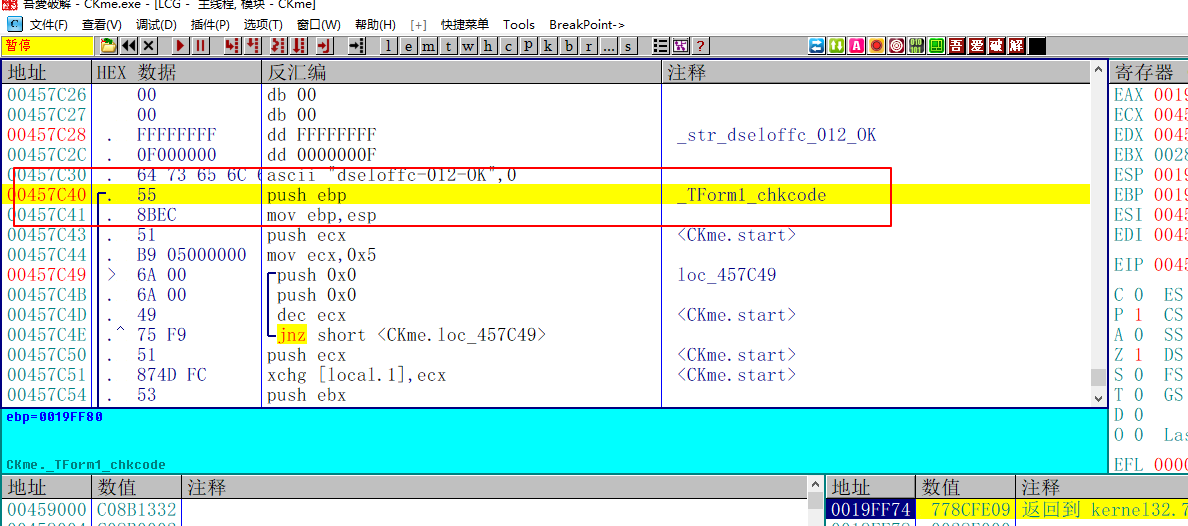 吾爱破解 - CKme.exe - [LCG - 主线程, 模块 - CKme]
C 文件(F) 查看(V) 调试(D) 插件(P) 选项(T) 窗口(W) 帮助(H) [+] 快捷菜单 Tools BreakPoint->
暂停 l e m t w h c p k b r ... s ? 吾 爱 破 解
地址 HEX 数据 反汇编 注释 寄存器
00457C26 00 db 00 EAX 0019
00457C27 00 db 00 ECX 0045
00457C28 . FFFFFFFF dd FFFFFFFF _str_dseloffc_012_OK EDX 0045
00457C2C . 0F000000 dd 0000000F EBX 0028
00457C30 . 64 73 65 6C 6 ascii "dseloffc-012-OK",0 ESP 0019
00457C40 . 55 push ebp _TForm1_chkcode EBP 0019
00457C41 . 8BEC mov ebp,esp ESI 0045
00457C43 . 51 push ecx <CKme.start> EDI 0045
00457C44 . B9 05000000 mov ecx,0x5
00457C49 > 6A 00 push 0x0 loc_457C49 EIP 0045
00457C4B . 6A 00 push 0x0 C 0 ES
00457C4D . 49 dec ecx <CKme.start> P 1 CS
00457C4E .^ 75 F9 jnz short <CKme.loc_457C49> A 0 SS
00457C50 . 51 push ecx <CKme.start> Z 1 DS
00457C51 . 874D FC xchg [local.1],ecx <CKme.start> S 0 FS
00457C54 . 53 push ebx T 0 GS
ebp=0019FF80 D 0
O 0 Las
CKme._TForm1_chkcode EFL 0000
地址 数值 注释 地址 数值 注释
00459000 C08B1332 0019FF74 778CFE09 返回到 kernel32.7